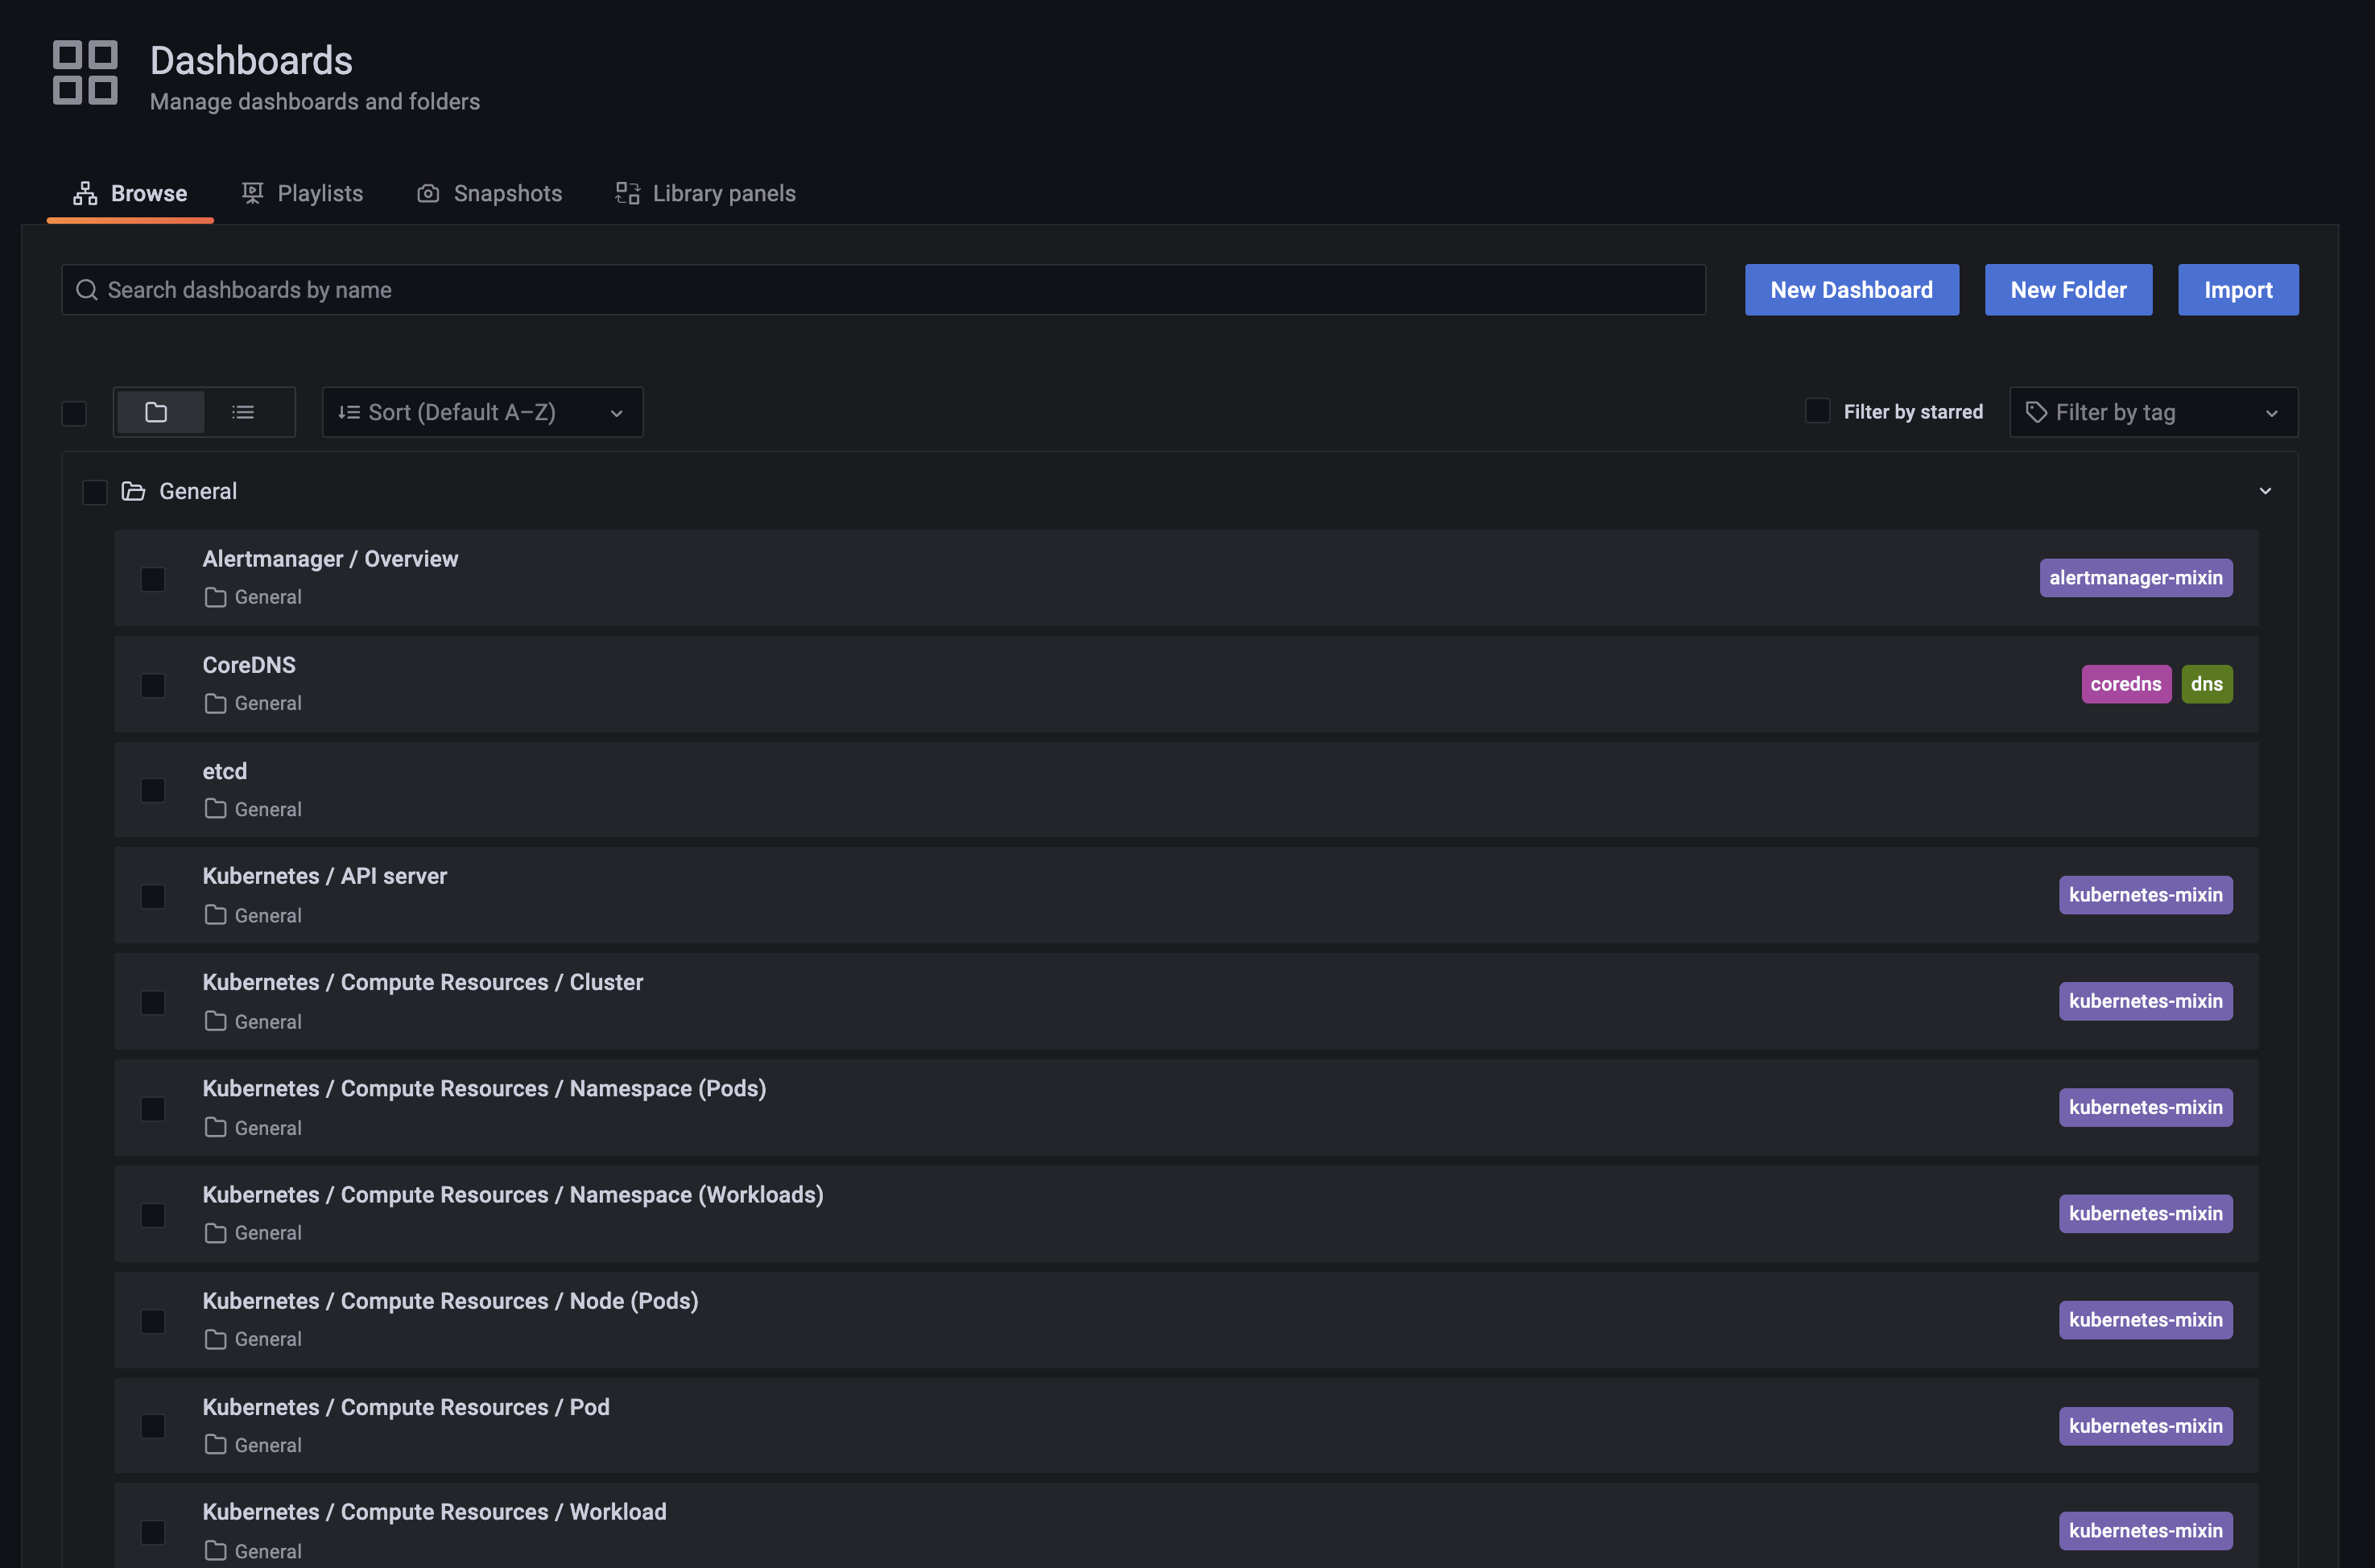 Dashboards
Manage dashboards and folders
Browse Playlists Snapshots Library panels
Search dashboards by name New Dashboard New Folder Import
Sort (Default A–Z) Filter by starred Filter by tag
General
Alertmanager / Overview
General
alertmanager-mixin
CoreDNS
General
coredns dns
etcd
General
Kubernetes / API server
General
kubernetes-mixin
Kubernetes / Compute Resources / Cluster
General
kubernetes-mixin
Kubernetes / Compute Resources / Namespace (Pods)
General
kubernetes-mixin
Kubernetes / Compute Resources / Namespace (Workloads)
General
kubernetes-mixin
Kubernetes / Compute Resources / Node (Pods)
General
kubernetes-mixin
Kubernetes / Compute Resources / Pod
General
kubernetes-mixin
Kubernetes / Compute Resources / Workload
General
kubernetes-mixin